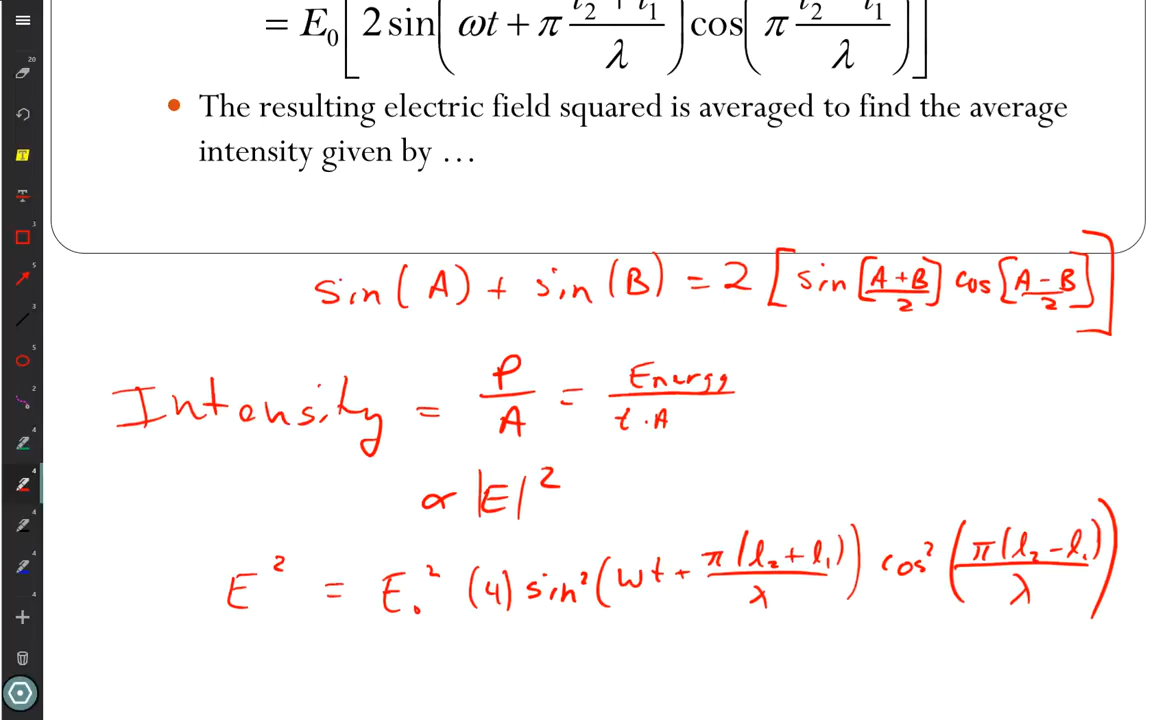 = E₀[2 sin(ωt + π (l₂ + l₁)/λ) cos(π (l₂ l₁)/λ)]
• The resulting electric field squared is averaged to find the average
intensity given by …
sin(A) + sin(B) = 2 [sin [A+B/2] cos [A-B/2]]
Intensity = P/A = Energy/t·A
∝ |E|²
E² = E₀² (4) sin² (ωt + π(l₂+l₁)/λ) cos² (π(l₂-l₁)/λ)